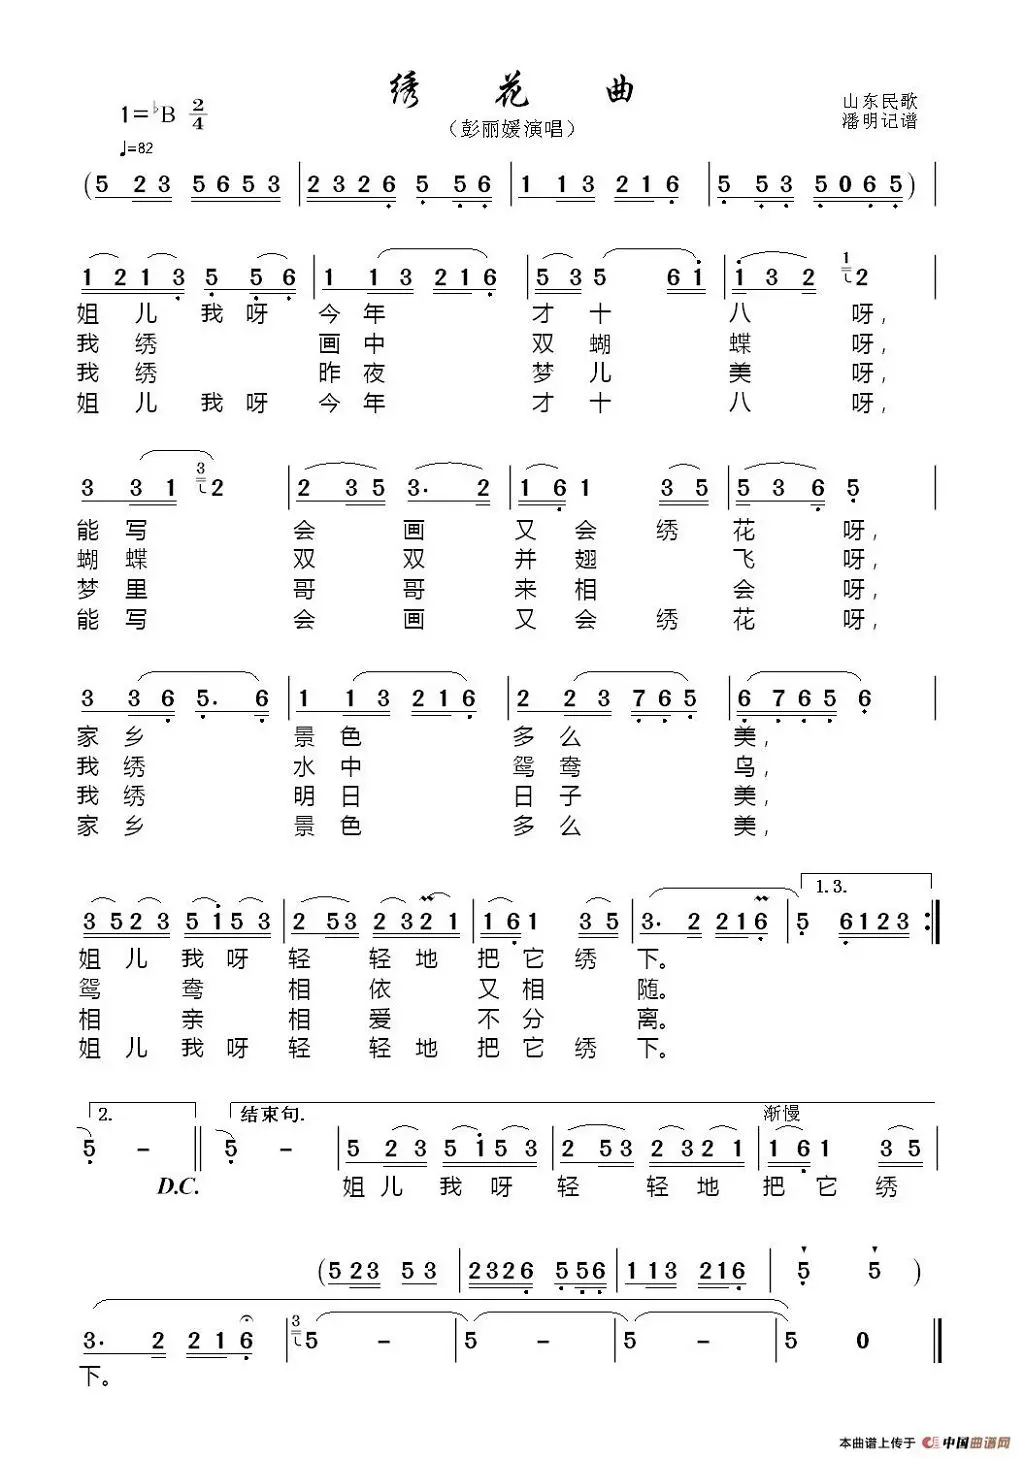 绣花曲
1=♭B 2/4
（彭丽媛演唱）
山东民歌
潘明记谱
♩=82
(5 23 5653 | 2326 5 56 | 1 13 216 | 5 53 5065) |
1213 5 56 | 1 13 216 | 53 5 6i | i32 1 2 |
姐儿我呀今年才十八呀，
我绣画中双蝴蝶呀，
我绣昨夜梦儿美呀，
姐儿我呀今年才十八呀，
3 31 3 2 | 2 35 3. 2 | 16 1 35 | 536 5 |
能写会画又会绣花呀，
蝴蝶双双并翅飞呀，
梦里哥哥来相会呀，
能写会画又会绣花呀，
3 36 5. 6 | 1 13 216 | 2 23 765 | 6765 6 |
家乡景色多么美，
我绣水中鸳鸯鸟，
我绣明日日子美，
家乡景色多么美，
1.3.
3523 5i53 | 2 53 2321 | 161 35 | 3. 2 216 | 5 6123 :|
姐儿我呀轻轻地把它绣下。
鸳鸯相依又相随。
相亲相爱不分离。
姐儿我呀轻轻地把它绣下。
2. 结束句. 渐慢
5 - || 5 - | 5 23 5i53 | 2 53 2321 | 161 35 |
D.C. 姐儿我呀轻轻地把它绣
(523 53 | 2326 556 | 113 216 | 5 5 )
3. 2 216 | 3 5 - | 5 - | 5 - | 5 0 ||
下。
本曲谱上传于 中国曲谱网